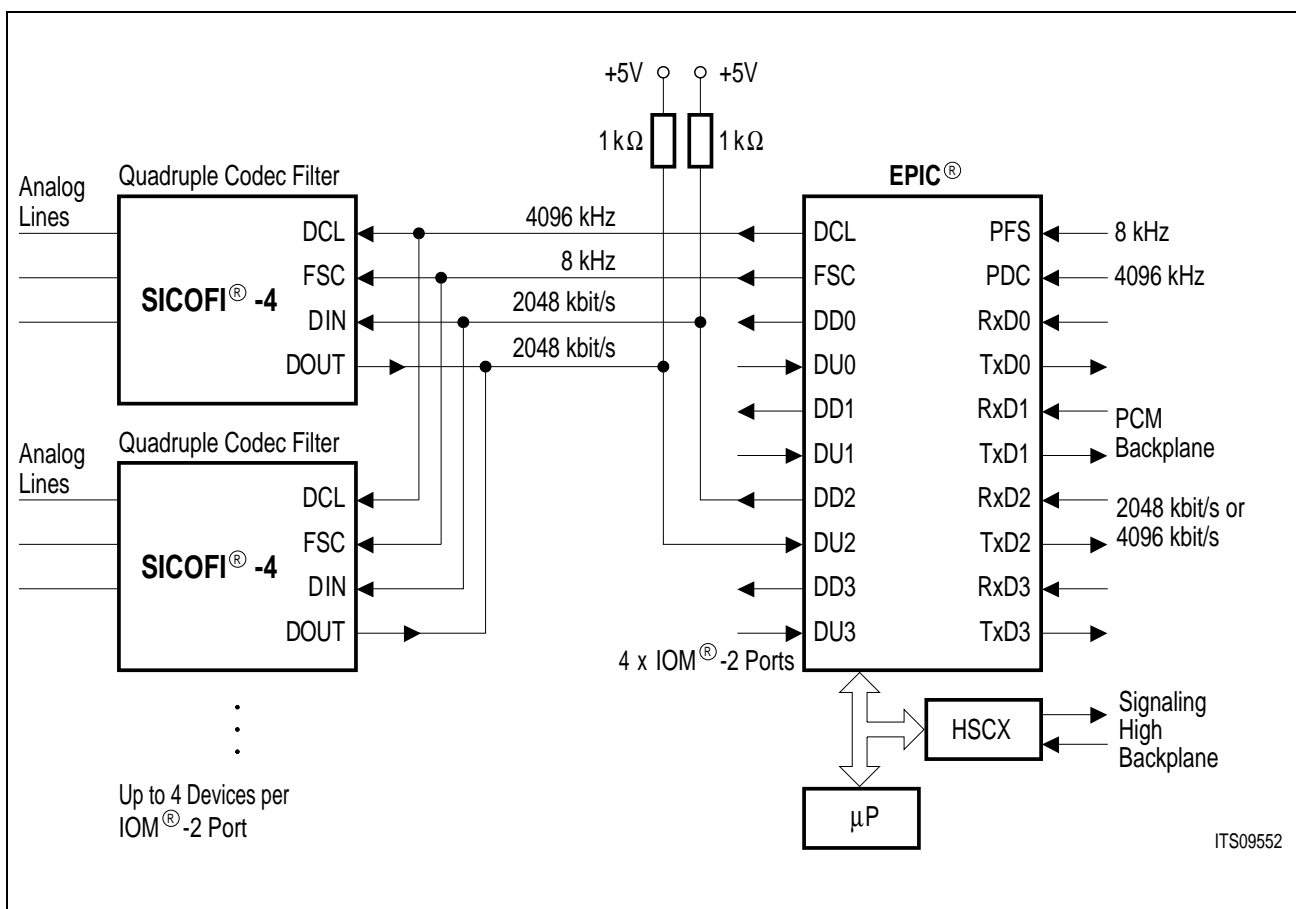 +5V
+5V
1 kΩ
1 kΩ
Quadruple Codec Filter
Analog
Lines
DCL
FSC
SICOFI® -4
DIN
DOUT
4096 kHz
8 kHz
2048 kbit/s
2048 kbit/s
EPIC®
DCL
FSC
DD0
DU0
DD1
DU1
DD2
DU2
DD3
DU3
PFS
PDC
RxD0
TxD0
RxD1
TxD1
RxD2
TxD2
RxD3
TxD3
8 kHz
4096 kHz
PCM
Backplane
2048 kbit/s or
4096 kbit/s
Quadruple Codec Filter
Analog
Lines
DCL
FSC
SICOFI® -4
DIN
DOUT
4 x IOM® -2 Ports
HSCX
Signaling
High
Backplane
μP
Up to 4 Devices per
IOM® -2 Port
ITS09552